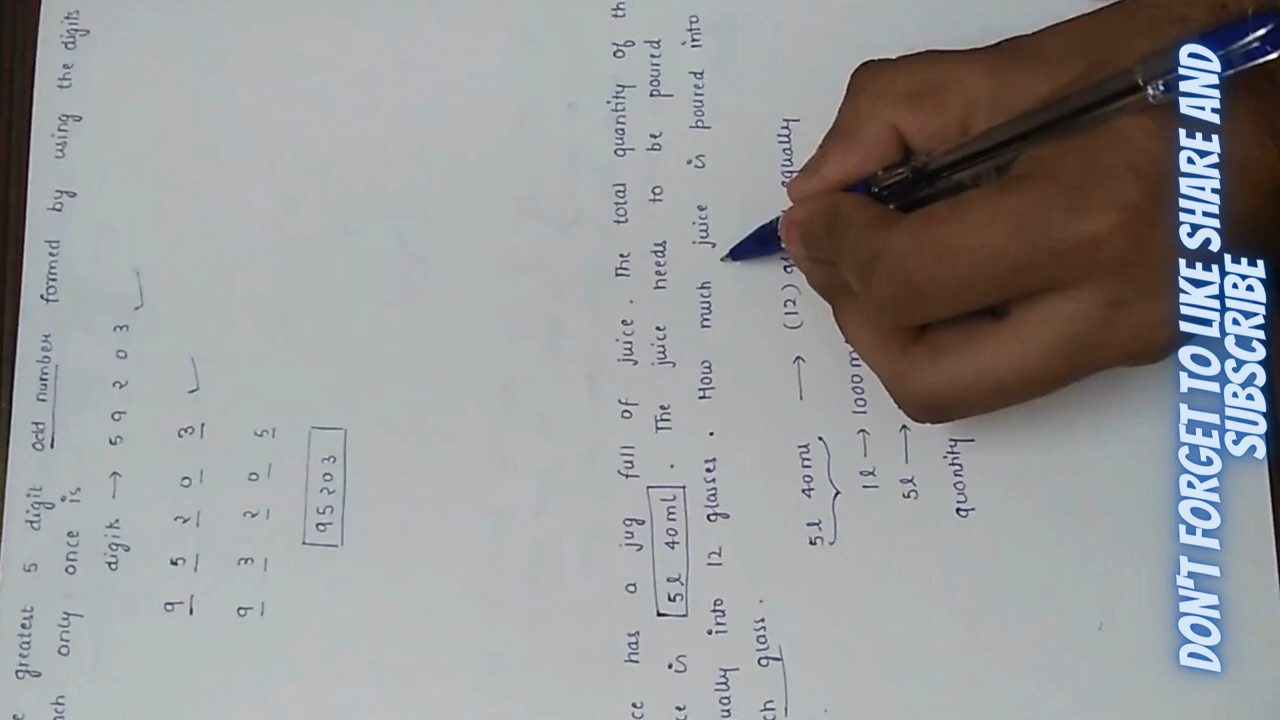 greatest 5 digit odd number formed by using the digits
only once is
digits → 5 9 2 0 3
9 5 2 0 3
9 3 2 0 5
95203
has a jug full of juice. The total quantity of
is 5l 40ml. The juice needs to be poured
into 12 glasses. How much juice is poured into
glass.
5l 40ml → (12) equally
1l → 1000
5l →
quantity
DON'T FORGET TO LIKE SHARE AND
SUBSCRIBE